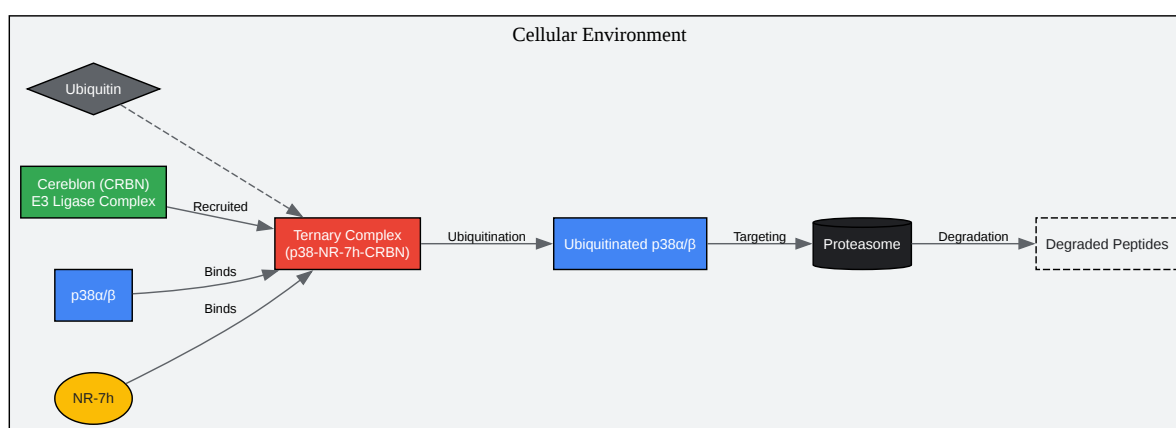 Cellular Environment
Ubiquitin
Cereblon (CRBN)
E3 Ligase Complex
Recruited
Ternary Complex
(p38-NR-7h-CRBN)
Ubiquitination
Ubiquitinated p38α/β
Targeting
Proteasome
Degradation
Degraded Peptides
p38α/β
Binds
Binds
NR-7h